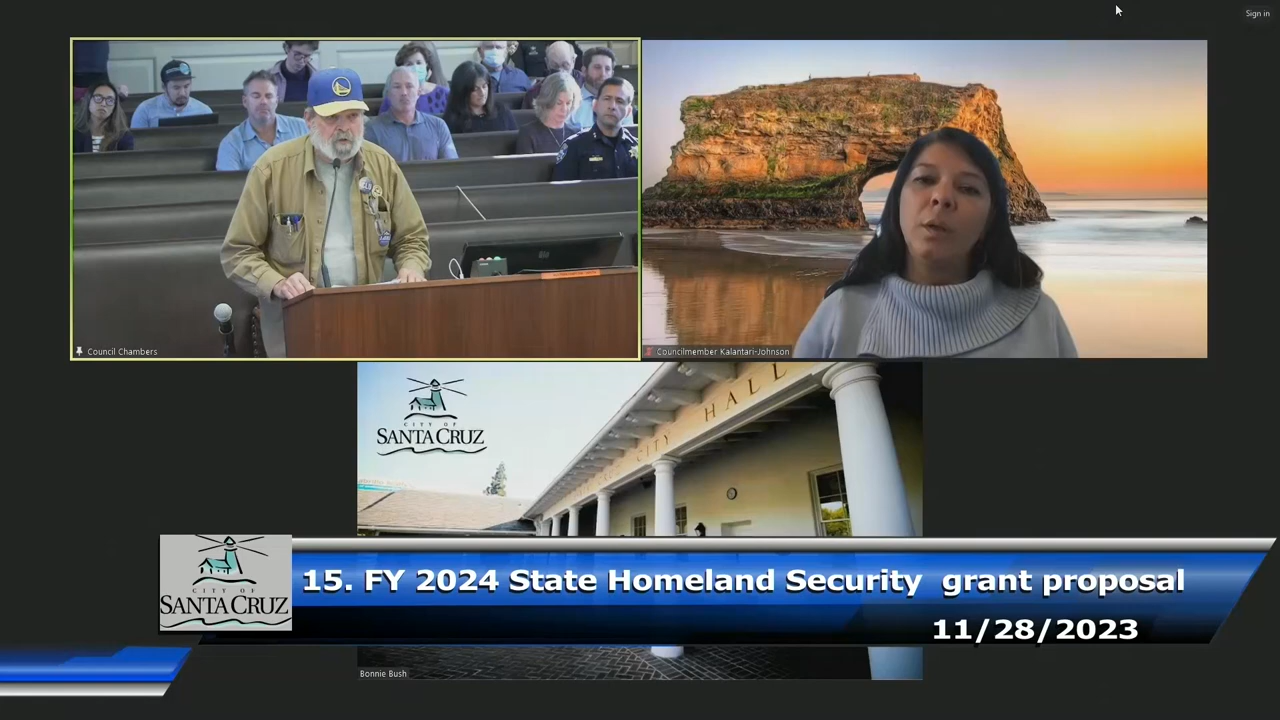 Sign in
Council Chambers
Councilmember Kalantari-Johnson
CITY OF
SANTA CRUZ
CITY HALL
CITY OF
SANTA CRUZ
15. FY 2024 State Homeland Security grant proposal
11/28/2023
Bonnie Bush